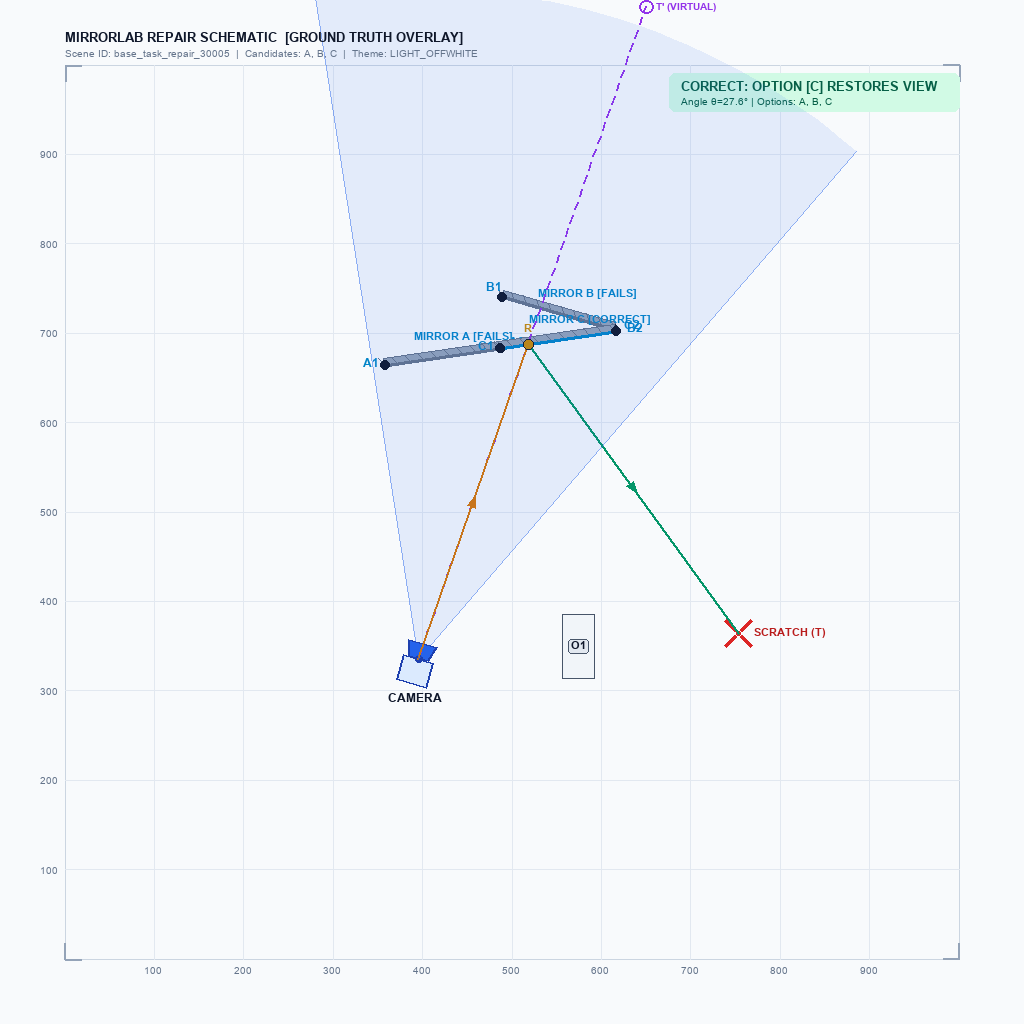 T' (VIRTUAL)
MIRRORLAB REPAIR SCHEMATIC [GROUND TRUTH OVERLAY]
Scene ID: base_task_repair_30005 | Candidates: A, B, C | Theme: LIGHT_OFFWHITE
CORRECT: OPTION [C] RESTORES VIEW
Angle θ=27.6° | Options: A, B, C
900
800
B1
MIRROR B [FAILS]
MIRROR C [CORRECT]
R
B2
700
MIRROR A [FAILS]
A1
600
500
400
SCRATCH (T)
O1
CAMERA
300
200
100
100 200 300 400 500 600 700 800 900